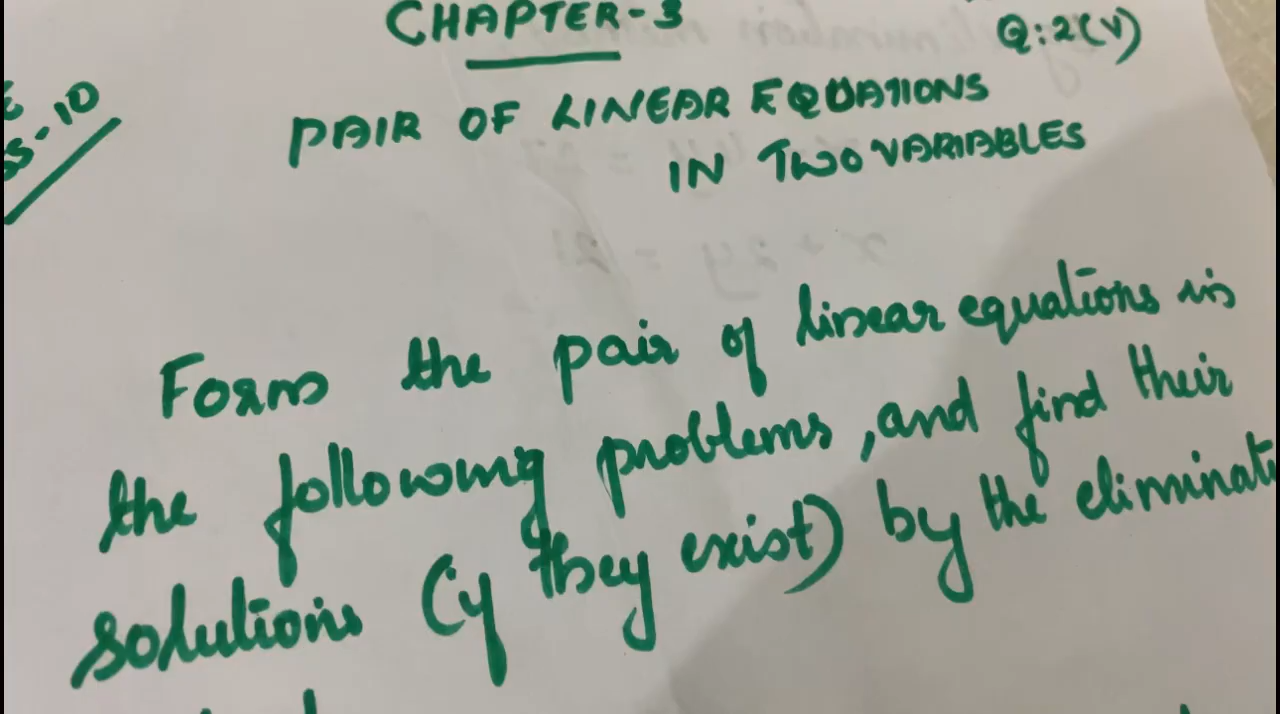 CHAPTER-3
Q:2(V)
PAIR OF LINEAR EQUATIONS
IN TWO VARIABLES
Form the pair of linear equations in
the following problems, and find their
solutions (if they exist) by the eliminat